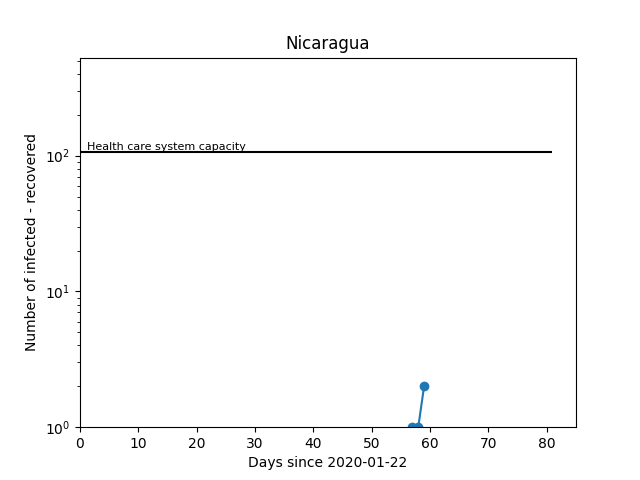 Nicaragua
Number of infected - recovered
10²
10¹
10⁰
Health care system capacity
0 10 20 30 40 50 60 70 80
Days since 2020-01-22